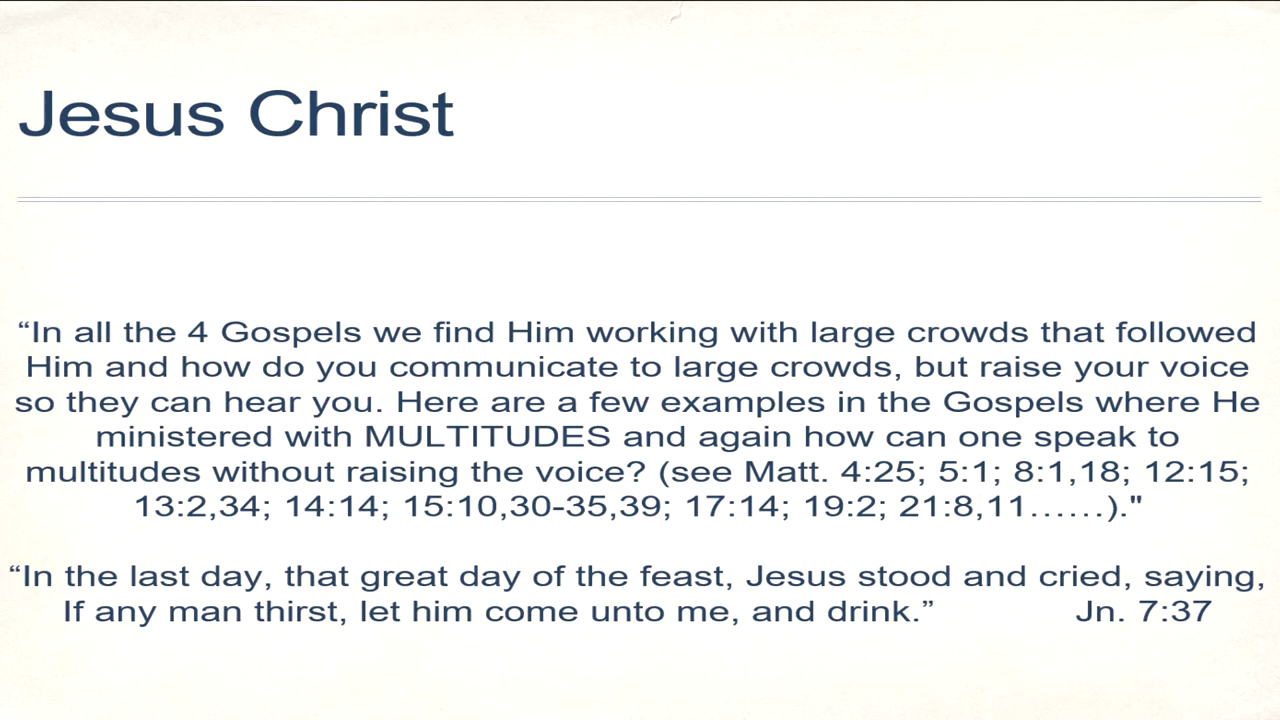 Jesus Christ
“In all the 4 Gospels we find Him working with large crowds that followed
Him and how do you communicate to large crowds, but raise your voice
so they can hear you. Here are a few examples in the Gospels where He
ministered with MULTITUDES and again how can one speak to
multitudes without raising the voice? (see Matt. 4:25; 5:1; 8:1,18; 12:15;
13:2,34; 14:14; 15:10,30-35,39; 17:14; 19:2; 21:8,11……)."
“In the last day, that great day of the feast, Jesus stood and cried, saying,
If any man thirst, let him come unto me, and drink.” Jn. 7:37